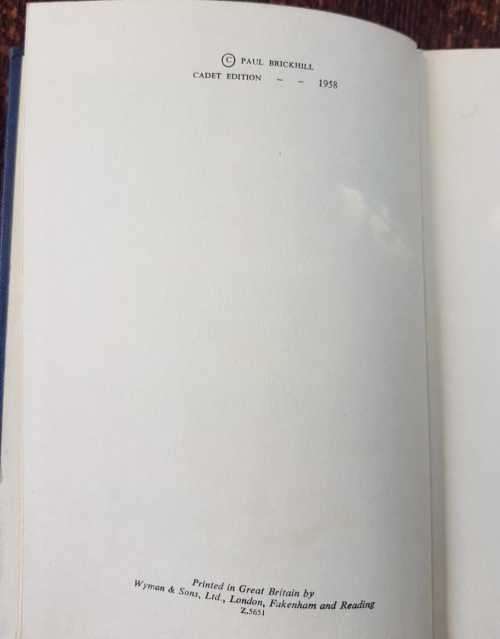 © PAUL BRICKHILL
CADET EDITION - - 1958
Printed in Great Britain by
Wyman & Sons, Ltd., London, Fakenham and Reading
Z.5651